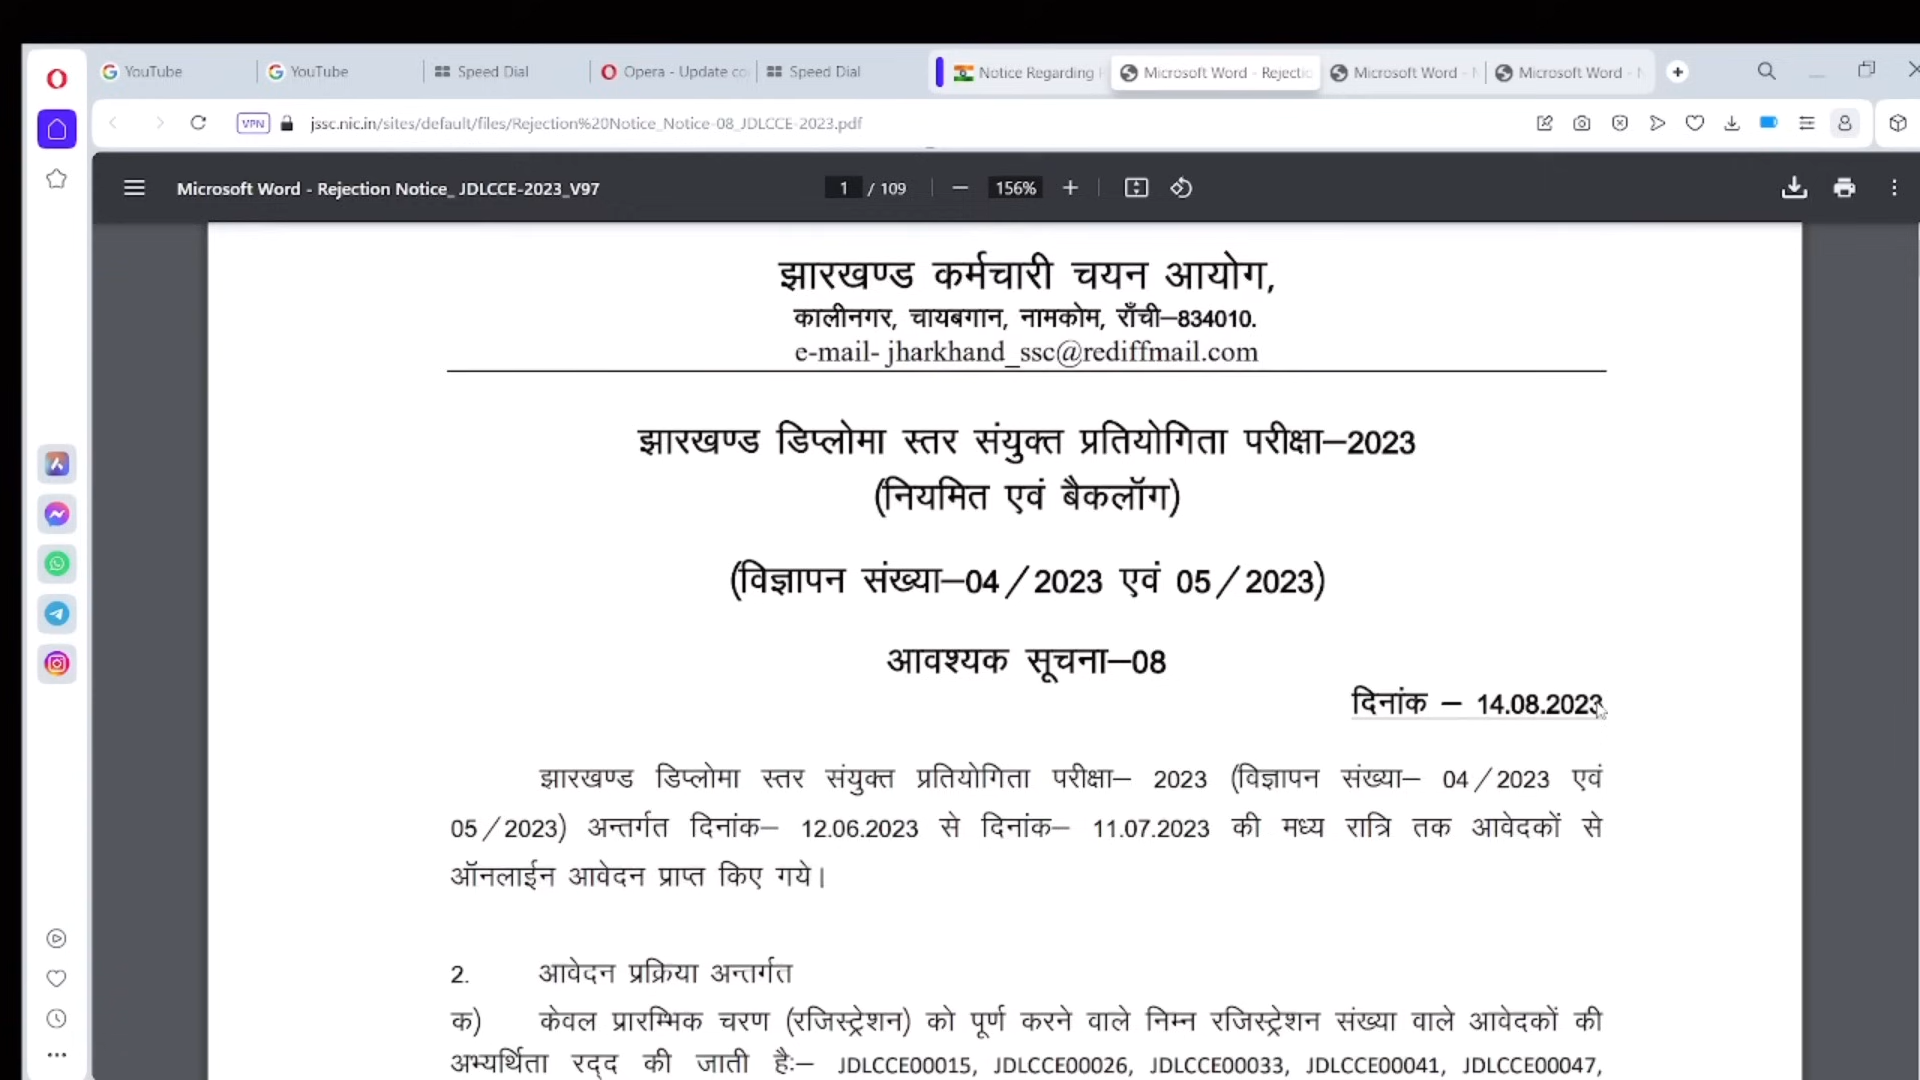 YouTube
YouTube
Speed Dial
Opera - Update co
Speed Dial
Notice Regarding
Microsoft Word - Rejectic
Microsoft Word -
Microsoft Word -
VPN
jssc.nic.in/sites/default/files/Rejection%20Notice_Notice-08_JDLCCE-2023.pdf
Microsoft Word - Rejection Notice_ JDLCCE-2023_V97
1 / 109
156%
झारखण्ड कर्मचारी चयन आयोग,
कालीनगर, चायबगान, नामकोम, राँची–834010.
e-mail- jharkhand_ssc@rediffmail.com
झारखण्ड डिप्लोमा स्तर संयुक्त प्रतियोगिता परीक्षा–2023
(नियमित एवं बैकलॉग)
(विज्ञापन संख्या–04/2023 एवं 05/2023)
आवश्यक सूचना–08
दिनांक – 14.08.2023
झारखण्ड डिप्लोमा स्तर संयुक्त प्रतियोगिता परीक्षा– 2023 (विज्ञापन संख्या– 04/2023 एवं
05/2023) अन्तर्गत दिनांक– 12.06.2023 से दिनांक– 11.07.2023 की मध्य रात्रि तक आवेदकों से
ऑनलाईन आवेदन प्राप्त किए गये।
2. आवेदन प्रक्रिया अन्तर्गत
क) केवल प्रारम्भिक चरण (रजिस्ट्रेशन) को पूर्ण करने वाले निम्न रजिस्ट्रेशन संख्या वाले आवेदकों की
अभ्यर्थिता रद्द की जाती है:– JDLCCE00015, JDLCCE00026, JDLCCE00033, JDLCCE00041, JDLCCE00047,